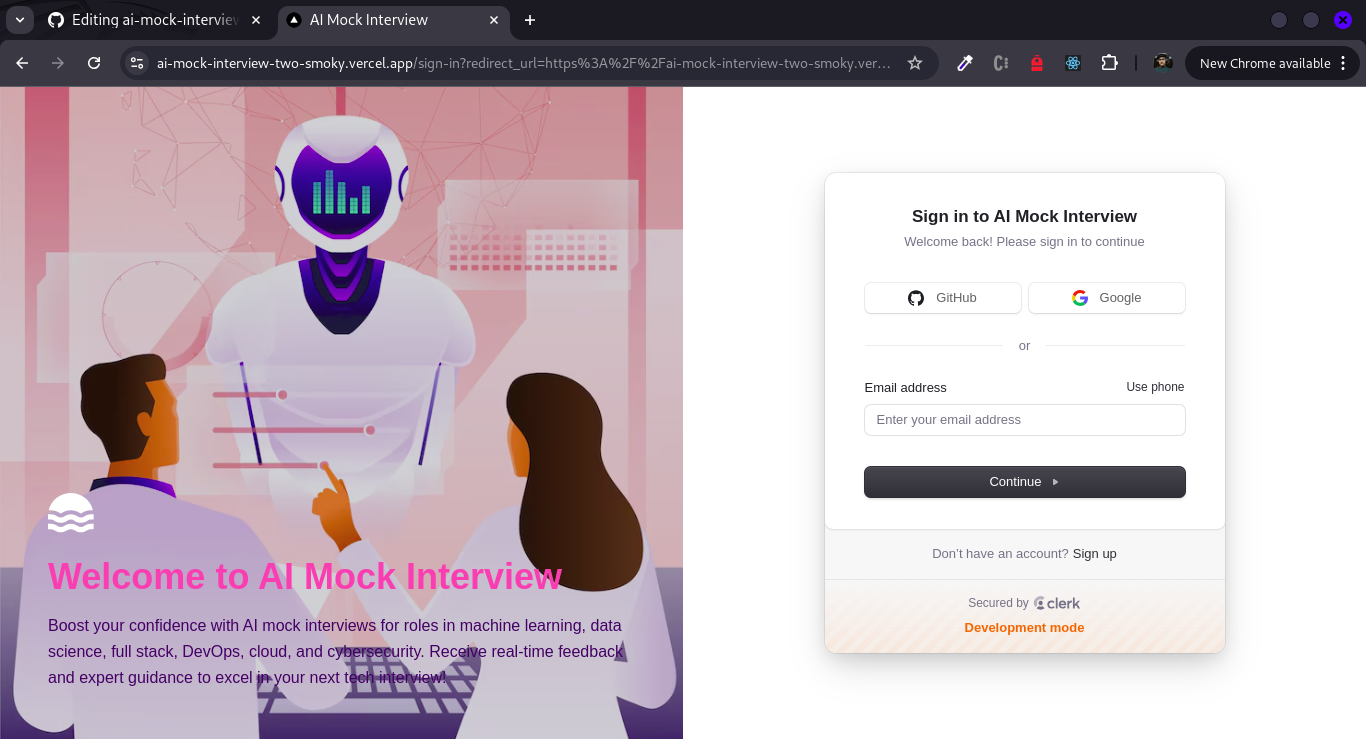 Editing ai-mock-interview
AI Mock Interview
ai-mock-interview-two-smoky.vercel.app/sign-in?redirect_url=https%3A%2F%2Fai-mock-interview-two-smoky.ver...
New Chrome available
Welcome to AI Mock Interview
Boost your confidence with AI mock interviews for roles in machine learning, data
science, full stack, DevOps, cloud, and cybersecurity. Receive real-time feedback
and expert guidance to excel in your next tech interview!
Sign in to AI Mock Interview
Welcome back! Please sign in to continue
GitHub
Google
or
Email address
Use phone
Enter your email address
Continue
Don't have an account? Sign up
Secured by clerk
Development mode